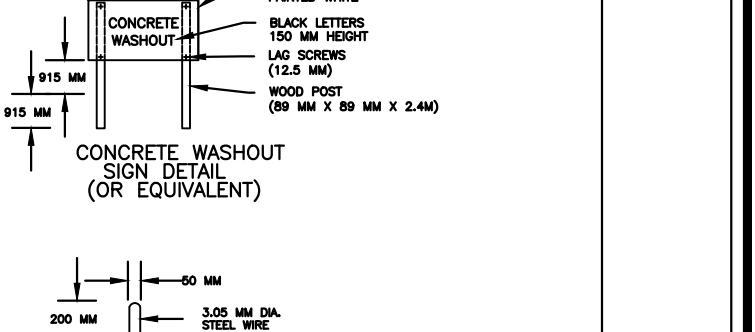 PAINTED WHITE
CONCRETE
WASHOUT
BLACK LETTERS
150 MM HEIGHT
LAG SCREWS
(12.5 MM)
WOOD POST
(89 MM X 89 MM X 2.4M)
915 MM
915 MM
CONCRETE WASHOUT
SIGN DETAIL
(OR EQUIVALENT)
50 MM
200 MM
3.05 MM DIA.
STEEL WIRE